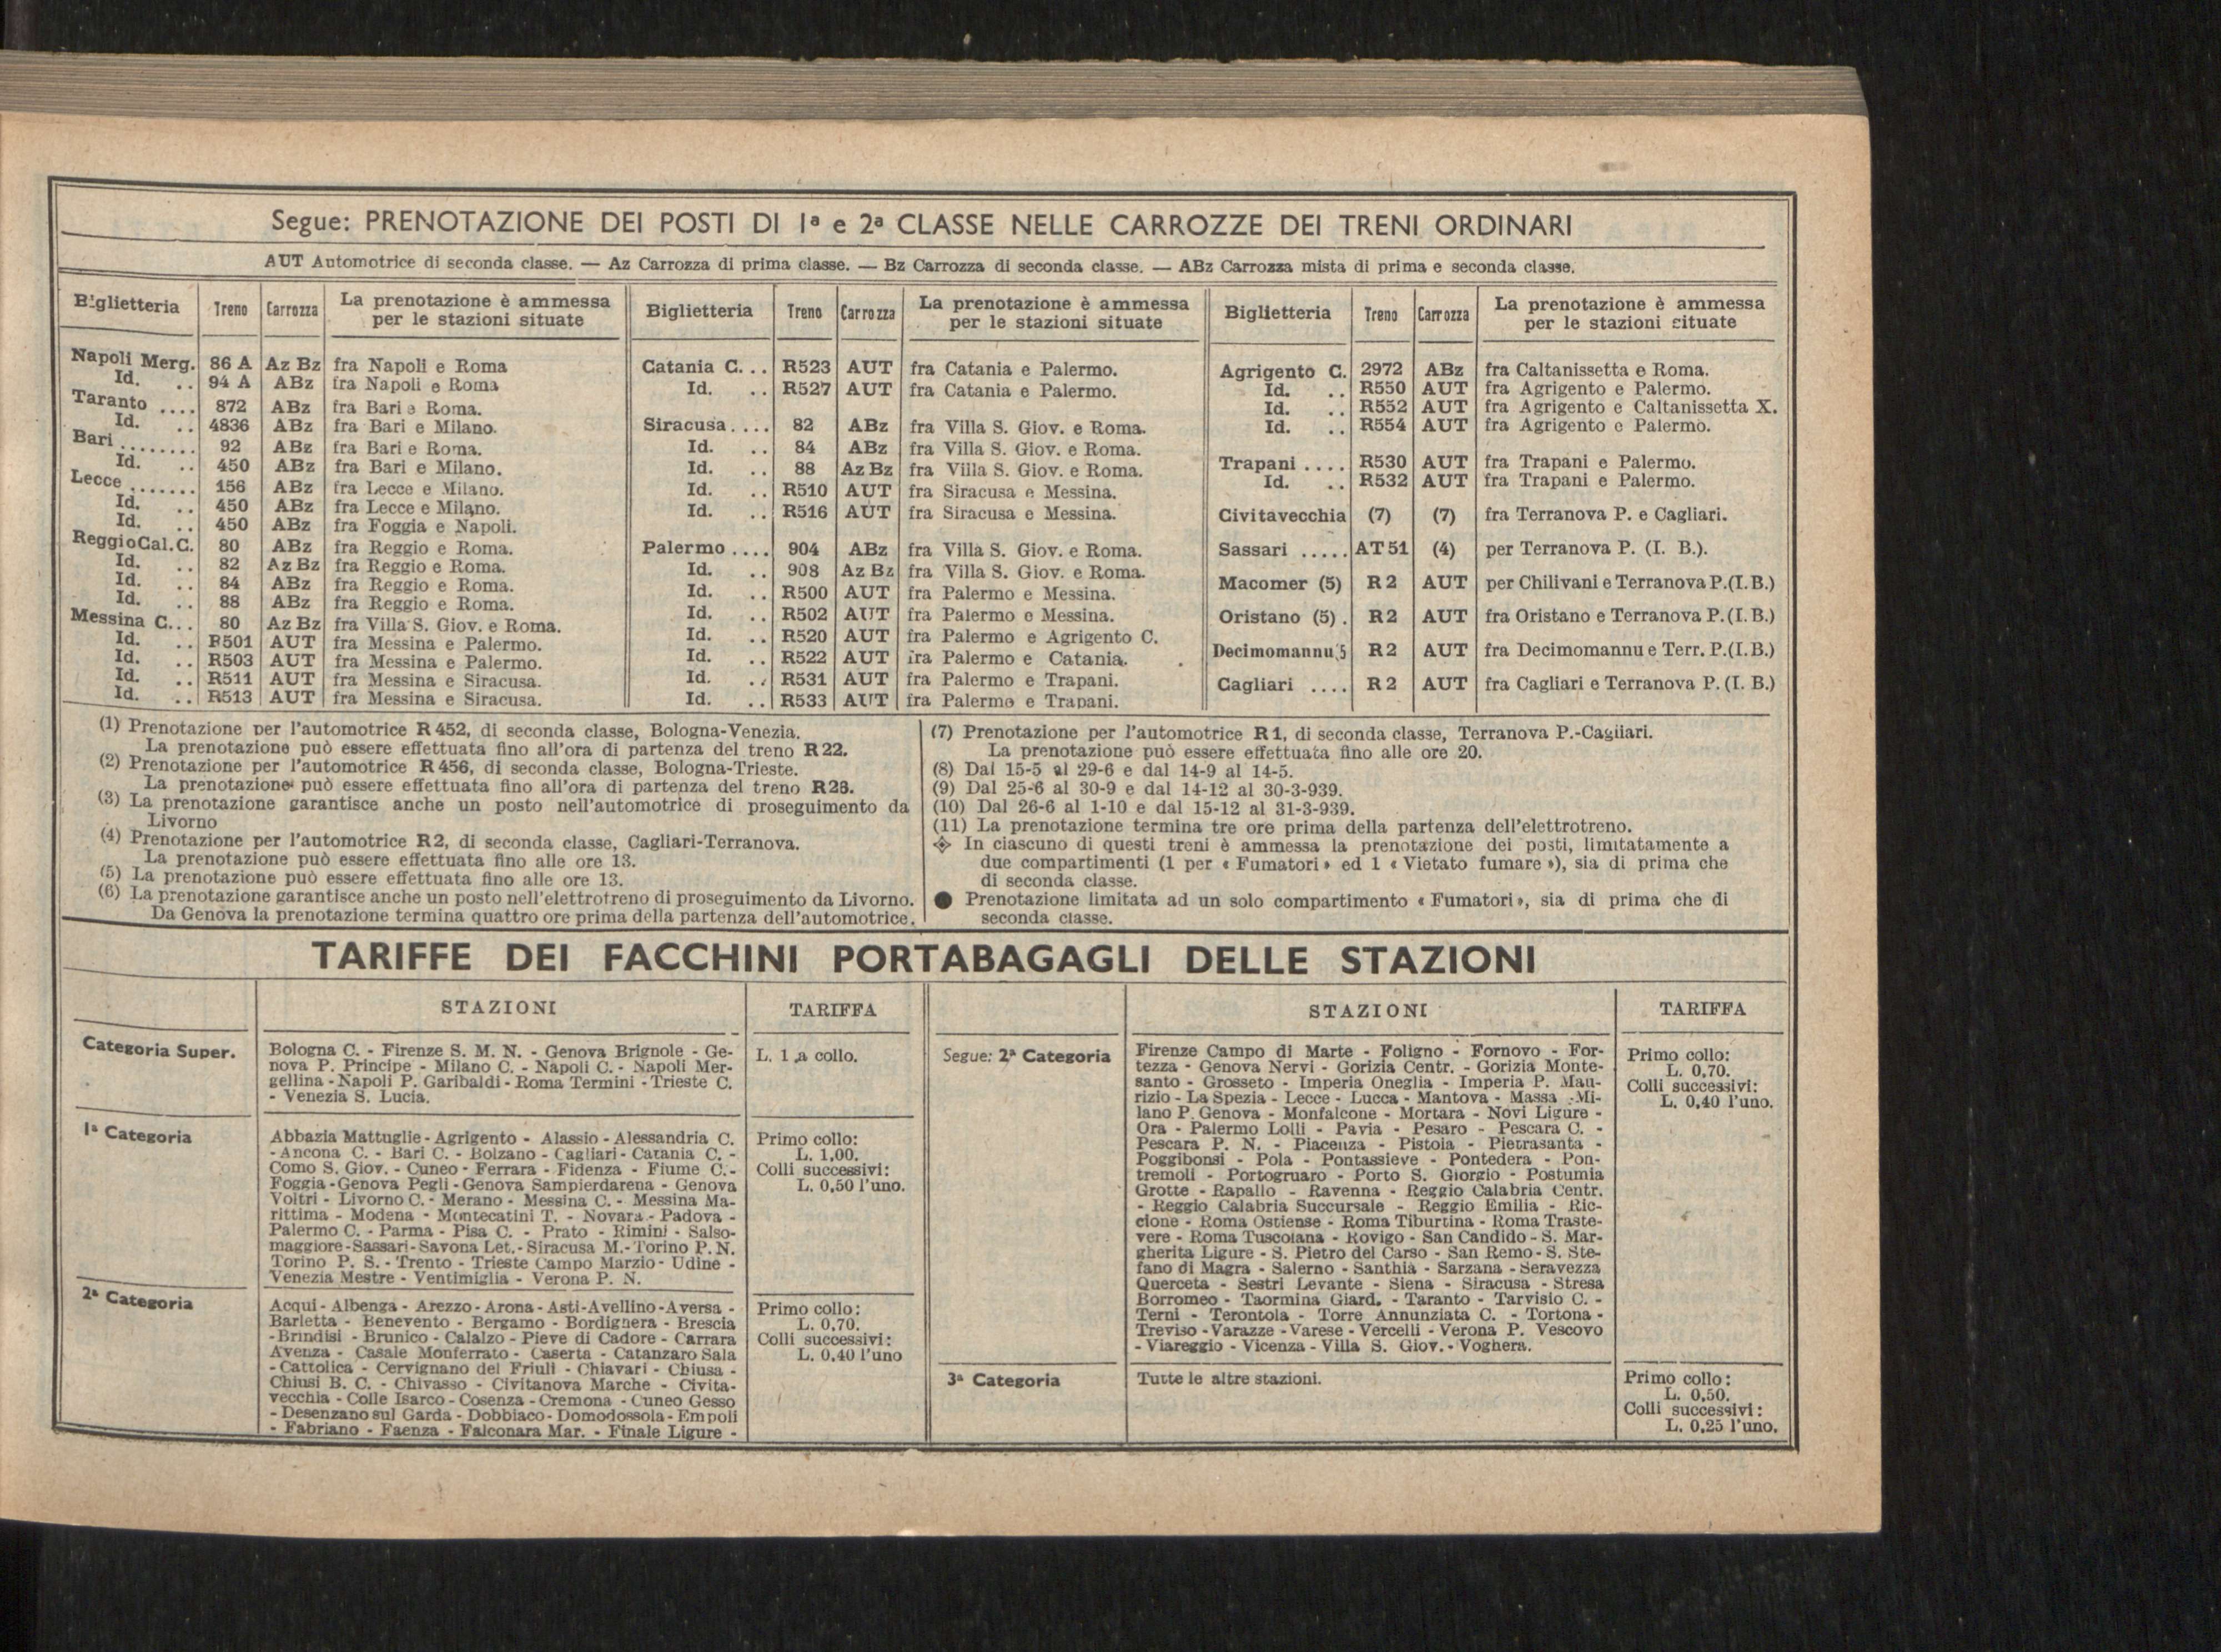 Segue: PRENOTAZIONE DEI POSTI DI 1ª e 2ª CLASSE NELLE CARROZZE DEI TRENI ORDINARI
AUT Automotrice di seconda classe. — Az Carrozza di prima classe. — Bz Carrozza di seconda classe. — ABz Carrozza mista di prima e seconda classe.
Biglietteria Treno Carrozza La prenotazione è ammessa
per le stazioni situate
Napoli Merg. 86 A Az Bz fra Napoli e Roma
Id. .. 94 A ABz fra Napoli e Roma
Taranto .... 872 ABz fra Bari e Roma.
Id. .. 4836 ABz fra Bari e Milano.
Bari ........ 92 ABz fra Bari e Roma.
Id. .. 450 ABz fra Bari e Milano.
Lecce ....... 156 ABz fra Lecce e Milano.
Id. .. 450 ABz fra Lecce e Milano.
Id. .. 450 ABz fra Foggia e Napoli.
Reggio Cal. C. 80 ABz fra Reggio e Roma.
Id. .. 82 Az Bz fra Reggio e Roma.
Id. .. 84 ABz fra Reggio e Roma.
Id. .. 88 ABz fra Reggio e Roma.
Messina C... 80 Az Bz fra Villa S. Giov. e Roma.
Id. .. R501 AUT fra Messina e Palermo.
Id. .. R503 AUT fra Messina e Palermo.
Id. .. R511 AUT fra Messina e Siracusa.
Id. .. R513 AUT fra Messina e Siracusa.
Biglietteria Treno Carrozza La prenotazione è ammessa
per le stazioni situate
Catania C... R523 AUT fra Catania e Palermo.
Id. .. R527 AUT fra Catania e Palermo.
Siracusa.... 82 ABz fra Villa S. Giov. e Roma.
Id. .. 84 ABz fra Villa S. Giov. e Roma.
Id. .. 88 Az Bz fra Villa S. Giov. e Roma.
Id. .. R510 AUT fra Siracusa e Messina.
Id. .. R516 AUT fra Siracusa e Messina.
Palermo .... 904 ABz fra Villa S. Giov. e Roma.
Id. .. 908 Az Bz fra Villa S. Giov. e Roma.
Id. .. R500 AUT fra Palermo e Messina.
Id. .. R502 AUT fra Palermo e Messina.
Id. .. R520 AUT fra Palermo e Agrigento C.
Id. .. R522 AUT fra Palermo e Catania.
Id. .. R531 AUT fra Palermo e Trapani.
Id. .. R533 AUT fra Palermo e Trapani.
Biglietteria Treno Carrozza La prenotazione è ammessa
per le stazioni situate
Agrigento C. 2972 ABz fra Caltanissetta e Roma.
Id. .. R550 AUT fra Agrigento e Palermo.
Id. .. R552 AUT fra Agrigento e Caltanissetta X.
Id. .. R554 AUT fra Agrigento e Palermo.
Trapani .... R530 AUT fra Trapani e Palermo.
Id. .. R532 AUT fra Trapani e Palermo.
Civitavecchia (7) (7) fra Terranova P. e Cagliari.
Sassari ..... AT 51 (4) per Terranova P. (I. B.).
Macomer (5) R 2 AUT per Chilivani e Terranova P.(I. B.)
Oristano (5) . R 2 AUT fra Oristano e Terranova P. (I. B.)
Decimomannu 5 R 2 AUT fra Decimomannu e Terr. P.(I. B.)
Cagliari .... R 2 AUT fra Cagliari e Terranova P. (I. B.)
(1) Prenotazione per l'automotrice R 452, di seconda classe, Bologna-Venezia.
La prenotazione può essere effettuata fino all'ora di partenza del treno R 22.
(2) Prenotazione per l'automotrice R 456, di seconda classe, Bologna-Trieste.
La prenotazione può essere effettuata fino all'ora di partenza del treno R 28.
(3) La prenotazione garantisce anche un posto nell'automotrice di proseguimento da
Livorno
(4) Prenotazione per l'automotrice R 2, di seconda classe, Cagliari-Terranova.
La prenotazione può essere effettuata fino alle ore 13.
(5) La prenotazione può essere effettuata fino alle ore 13.
(6) La prenotazione garantisce anche un posto nell'elettrotreno di proseguimento da Livorno.
Da Genova la prenotazione termina quattro ore prima della partenza dell'automotrice.
(7) Prenotazione per l'automotrice R 1, di seconda classe, Terranova P.-Cagliari.
La prenotazione può essere effettuata fino alle ore 20.
(8) Dal 15-5 al 29-6 e dal 14-9 al 14-5.
(9) Dal 25-6 al 30-9 e dal 14-12 al 30-3-939.
(10) Dal 26-6 al 1-10 e dal 15-12 al 31-3-939.
(11) La prenotazione termina tre ore prima della partenza dell'elettrotreno.
In ciascuno di questi treni è ammessa la prenotazione dei posti, limitatamente a
due compartimenti (1 per « Fumatori » ed 1 « Vietato fumare »), sia di prima che
di seconda classe.
● Prenotazione limitata ad un solo compartimento « Fumatori », sia di prima che di
seconda classe.
TARIFFE DEI FACCHINI PORTABAGAGLI DELLE STAZIONI
STAZIONI TARIFFA
Categoria Super. Bologna C. - Firenze S. M. N. - Genova Brignole - Ge- L. 1 a collo.
nova P. Principe - Milano C. - Napoli C. - Napoli Mer-
gellina - Napoli P. Garibaldi - Roma Termini - Trieste C.
- Venezia S. Lucia.
1ª Categoria Abbazia Mattuglie - Agrigento - Alassio - Alessandria C. Primo collo:
- Ancona C. - Bari C. - Bolzano - Cagliari - Catania C. - L. 1,00.
Como S. Giov. - Cuneo - Ferrara - Fidenza - Fiume C.- Colli successivi:
Foggia - Genova Pegli - Genova Sampierdarena - Genova L. 0,50 l'uno.
Voltri - Livorno C. - Merano - Messina C. - Messina Ma-
rittima - Modena - Montecatini T. - Novara - Padova -
Palermo C. - Parma - Pisa C. - Prato - Rimini - Salso-
maggiore - Sassari - Savona Let. - Siracusa M. - Torino P. N.
Torino P. S. - Trento - Trieste Campo Marzio - Udine -
Venezia Mestre - Ventimiglia - Verona P. N.
2ª Categoria Acqui - Albenga - Arezzo - Arona - Asti - Avellino - Aversa - Primo collo:
Barletta - Benevento - Bergamo - Bordighera - Brescia L. 0,70.
- Brindisi - Brunico - Calalzo - Pieve di Cadore - Carrara Colli successivi:
Avenza - Casale Monferrato - Caserta - Catanzaro Sala L. 0,40 l'uno
- Cattolica - Cervignano del Friuli - Chiavari - Chiusa -
Chiusi B. C. - Chivasso - Civitanova Marche - Civita-
vecchia - Colle Isarco - Cosenza - Cremona - Cuneo Gesso
- Desenzano sul Garda - Dobbiaco - Domodossola - Empoli
- Fabriano - Faenza - Falconara Mar. - Finale Ligure -
STAZIONI TARIFFA
Segue: 2ª Categoria Firenze Campo di Marte - Foligno - Fornovo - For- Primo collo:
tezza - Genova Nervi - Gorizia Centr. - Gorizia Monte- L. 0,70.
santo - Grosseto - Imperia Oneglia - Imperia P. Mau- Colli successivi:
rizio - La Spezia - Lecce - Lucca - Mantova - Massa - Mi- L. 0,40 l'uno.
lano P. Genova - Monfalcone - Mortara - Novi Ligure -
Ora - Palermo Lolli - Pavia - Pesaro - Pescara C. -
Pescara P. N. - Piacenza - Pistoia - Pietrasanta -
Poggibonsi - Pola - Pontassieve - Pontedera - Pon-
tremoli - Portogruaro - Porto S. Giorgio - Postumia
Grotte - Rapallo - Ravenna - Reggio Calabria Centr.
- Reggio Calabria Succursale - Reggio Emilia - Ric-
cione - Roma Ostiense - Roma Tiburtina - Roma Traste-
vere - Roma Tuscolana - Rovigo - San Candido - S. Mar-
gherita Ligure - S. Pietro del Carso - San Remo - S. Ste-
fano di Magra - Salerno - Santhià - Sarzana - Seravezza
Querceta - Sestri Levante - Siena - Siracusa - Stresa
Borromeo - Taormina Giard. - Taranto - Tarvisio C. -
Terni - Terontola - Torre Annunziata C. - Tortona -
Treviso - Varazze - Varese - Vercelli - Verona P. Vescovo
- Viareggio - Vicenza - Villa S. Giov. - Voghera.
3ª Categoria Tutte le altre stazioni. Primo collo:
L. 0,50.
Colli successivi:
L. 0,25 l'uno.